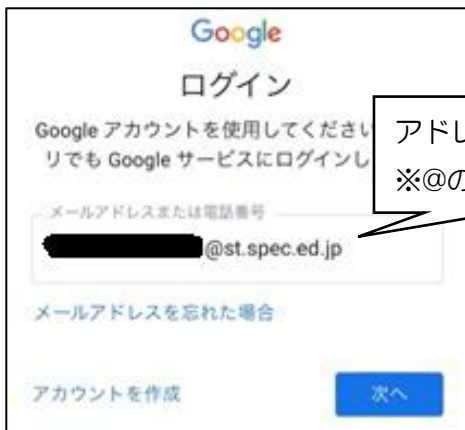 Google
ログイン
Google アカウントを使用してください
リでも Google サービスにログインし
アドレ
※@の
メールアドレスまたは電話番号
@st.spec.ed.jp
メールアドレスを忘れた場合
アカウントを作成
次へ